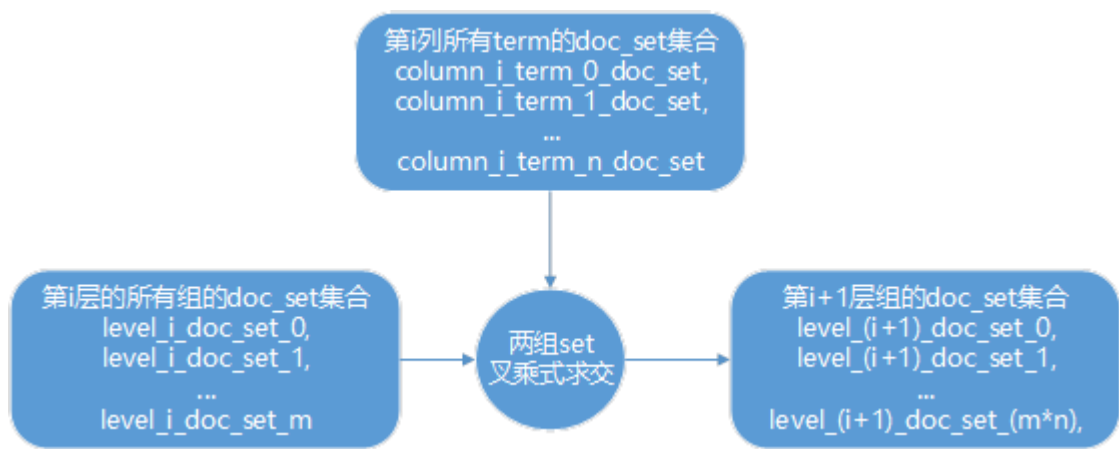 第i列所有term的doc_set集合
column_i_term_0_doc_set,
column_i_term_1_doc_set,
...
column_i_term_n_doc_set
第i层的所有组的doc_set集合
level_i_doc_set_0,
level_i_doc_set_1,
...
level_i_doc_set_m
两组set
叉乘式求交
第i+1层组的doc_set集合
level_(i+1)_doc_set_0,
level_(i+1)_doc_set_1,
...
level_(i+1)_doc_set_(m*n),